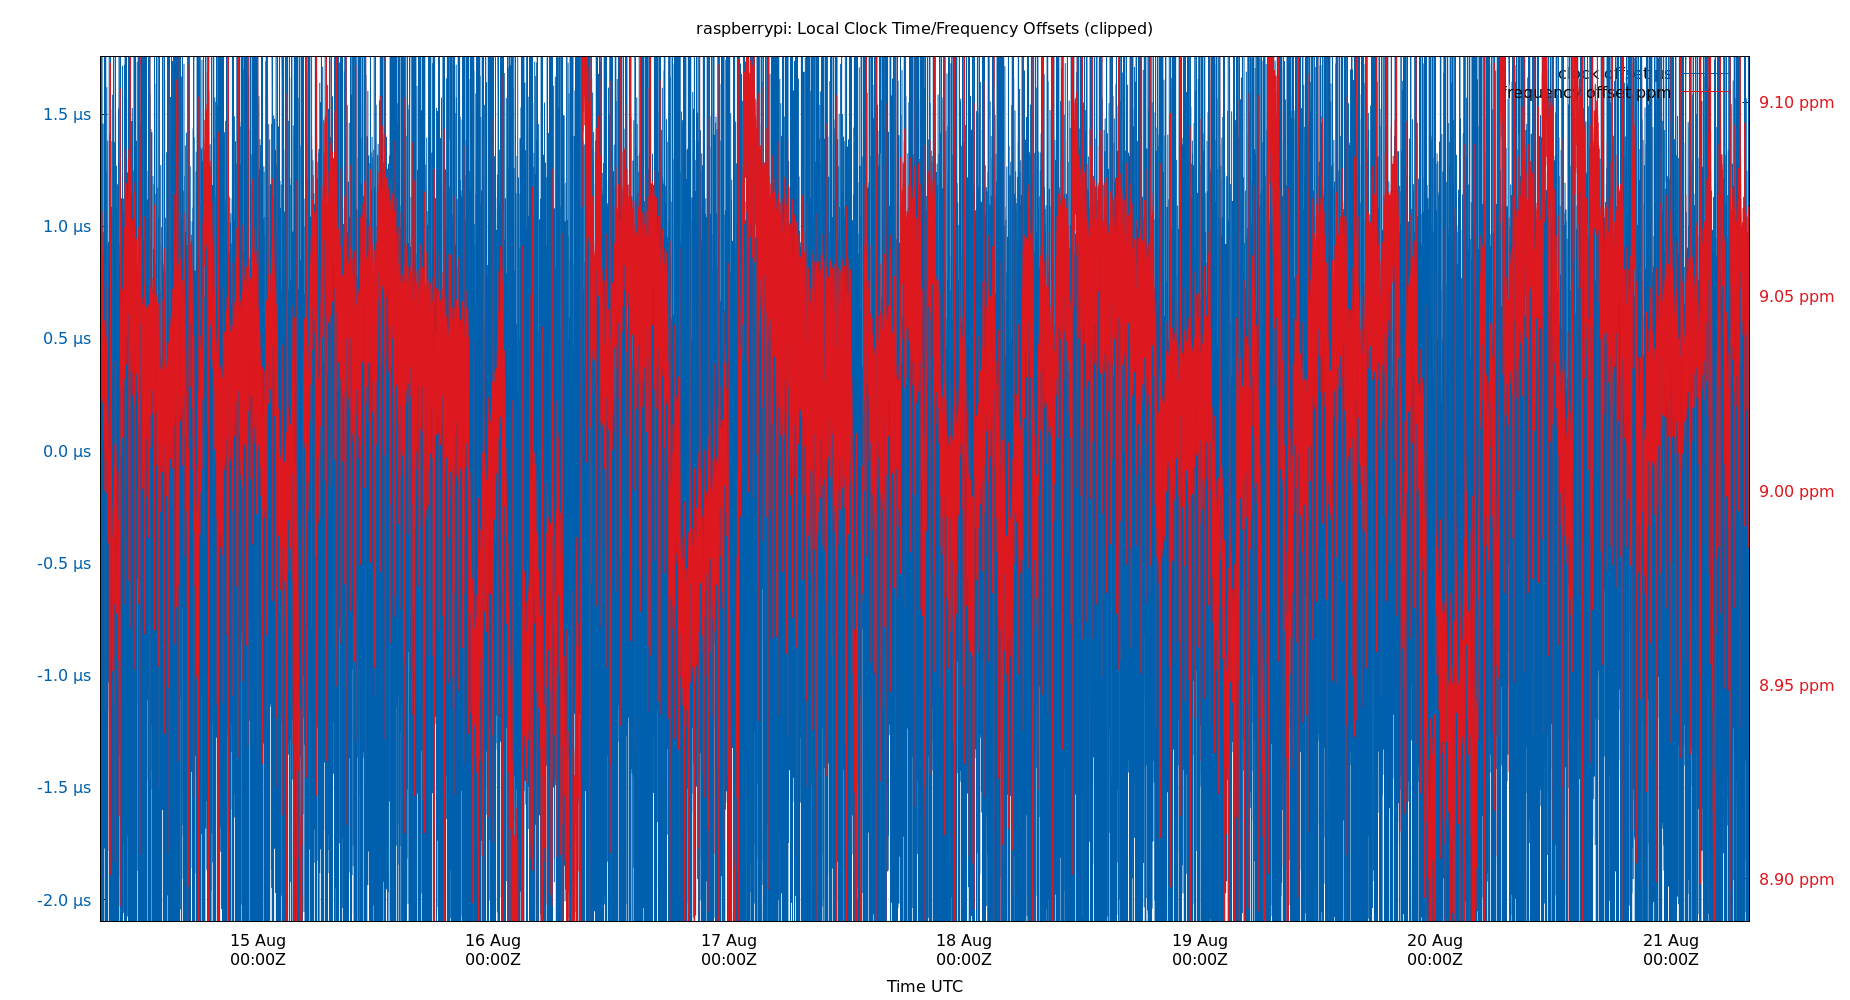 raspberrypi: Local Clock Time/Frequency Offsets (clipped)
clock offset µs
frequency offset ppm
1.5 µs
1.0 µs
0.5 µs
0.0 µs
-0.5 µs
-1.0 µs
-1.5 µs
-2.0 µs
9.10 ppm
9.05 ppm
9.00 ppm
8.95 ppm
8.90 ppm
15 Aug 16 Aug 17 Aug 18 Aug 19 Aug 20 Aug 21 Aug
00:00Z 00:00Z 00:00Z 00:00Z 00:00Z 00:00Z 00:00Z
Time UTC